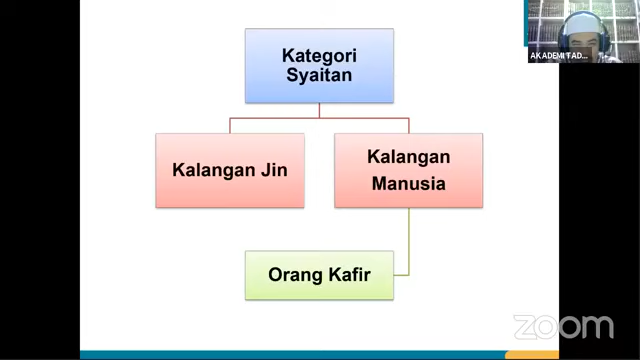 Kategori
Syaitan
AKADEMI TAD...
Kalangan Jin
Kalangan
Manusia
Orang Kafir
zoom